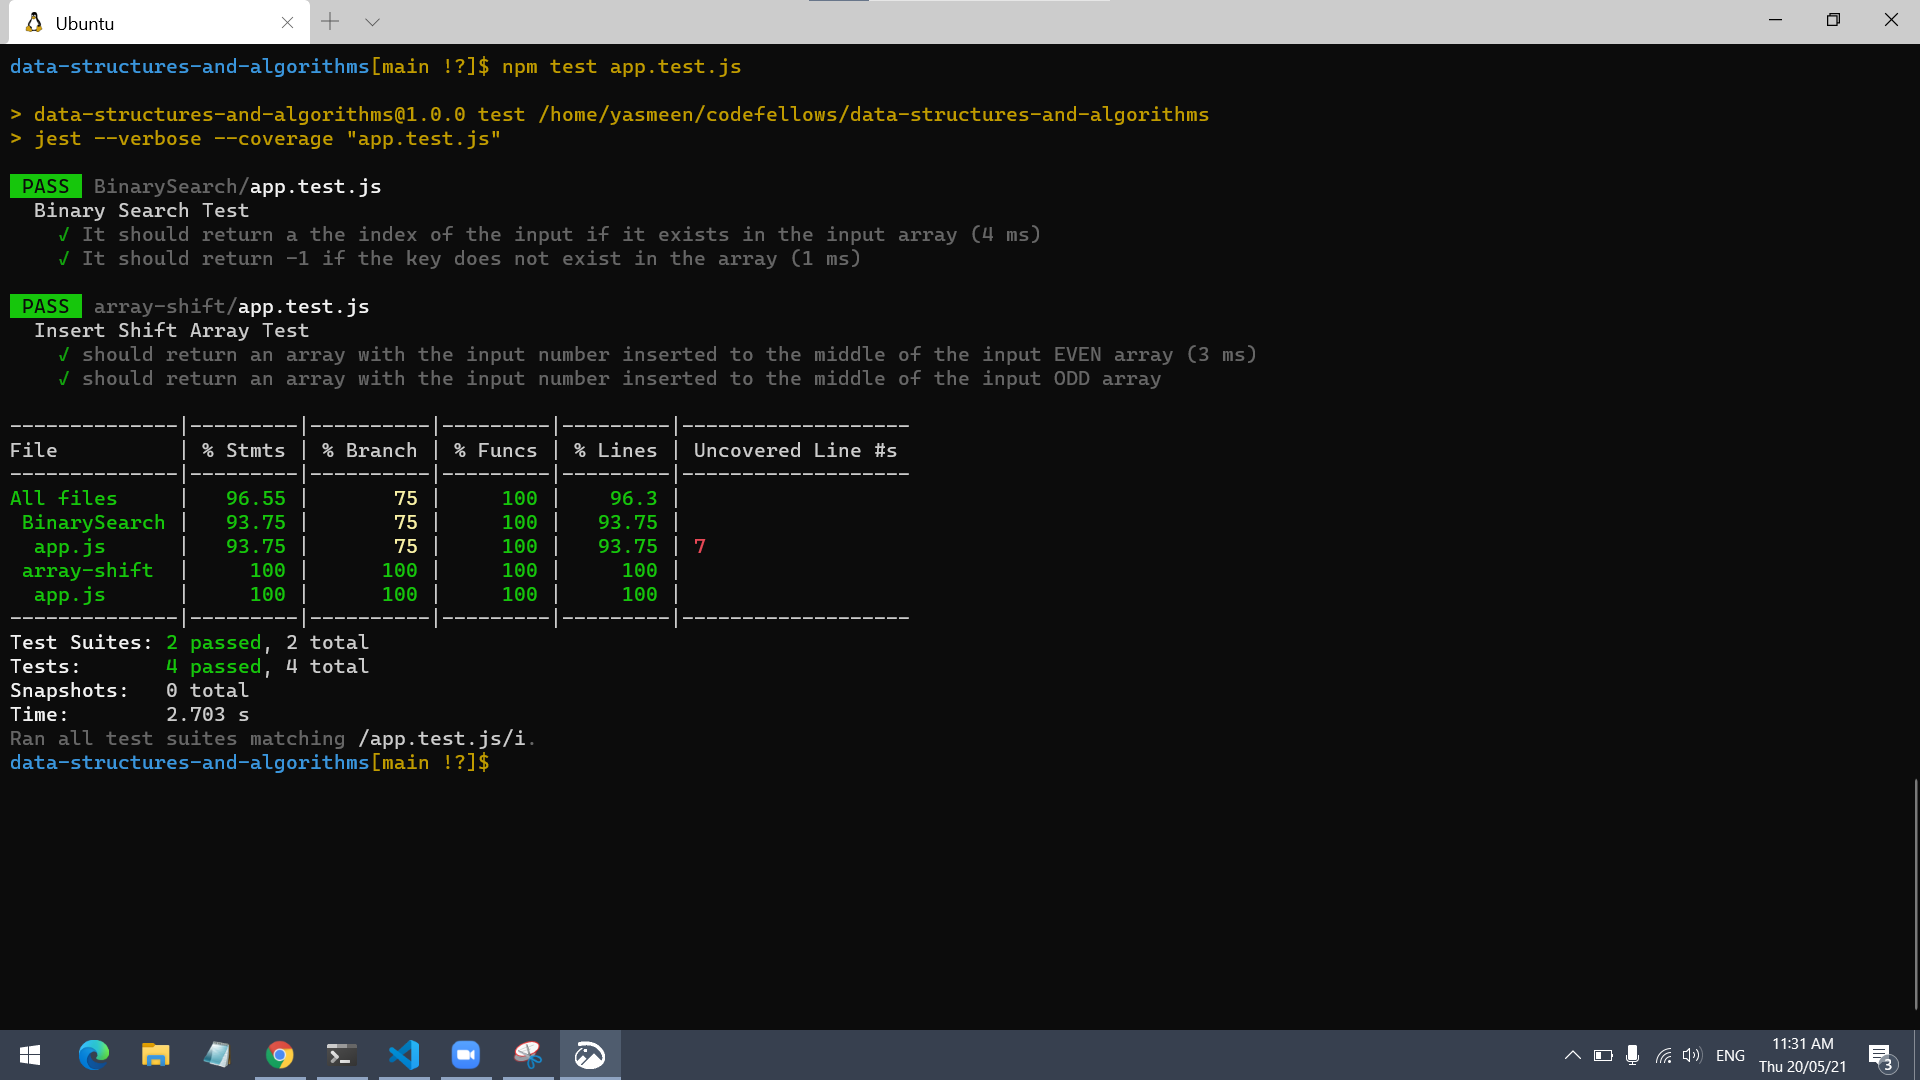 Ubuntu
data-structures-and-algorithms[main !?]$ npm test app.test.js
> data-structures-and-algorithms@1.0.0 test /home/yasmeen/codefellows/data-structures-and-algorithms
> jest --verbose --coverage "app.test.js"
PASS BinarySearch/app.test.js
Binary Search Test
√ It should return a the index of the input if it exists in the input array (4 ms)
√ It should return -1 if the key does not exist in the array (1 ms)
PASS array-shift/app.test.js
Insert Shift Array Test
√ should return an array with the input number inserted to the middle of the input EVEN array (3 ms)
√ should return an array with the input number inserted to the middle of the input ODD array
--------------|---------|----------|---------|---------|-------------------
File          | % Stmts | % Branch | % Funcs | % Lines | Uncovered Line #s
--------------|---------|----------|---------|---------|-------------------
All files     |   96.55 |       75 |     100 |    96.3 |
 BinarySearch |   93.75 |       75 |     100 |   93.75 |
  app.js      |   93.75 |       75 |     100 |   93.75 | 7
 array-shift  |     100 |      100 |     100 |     100 |
  app.js      |     100 |      100 |     100 |     100 |
--------------|---------|----------|---------|---------|-------------------
Test Suites: 2 passed, 2 total
Tests:       4 passed, 4 total
Snapshots:   0 total
Time:        2.703 s
Ran all test suites matching /app.test.js/i.
data-structures-and-algorithms[main !?]$
ENG
11:31 AM
Thu 20/05/21
3